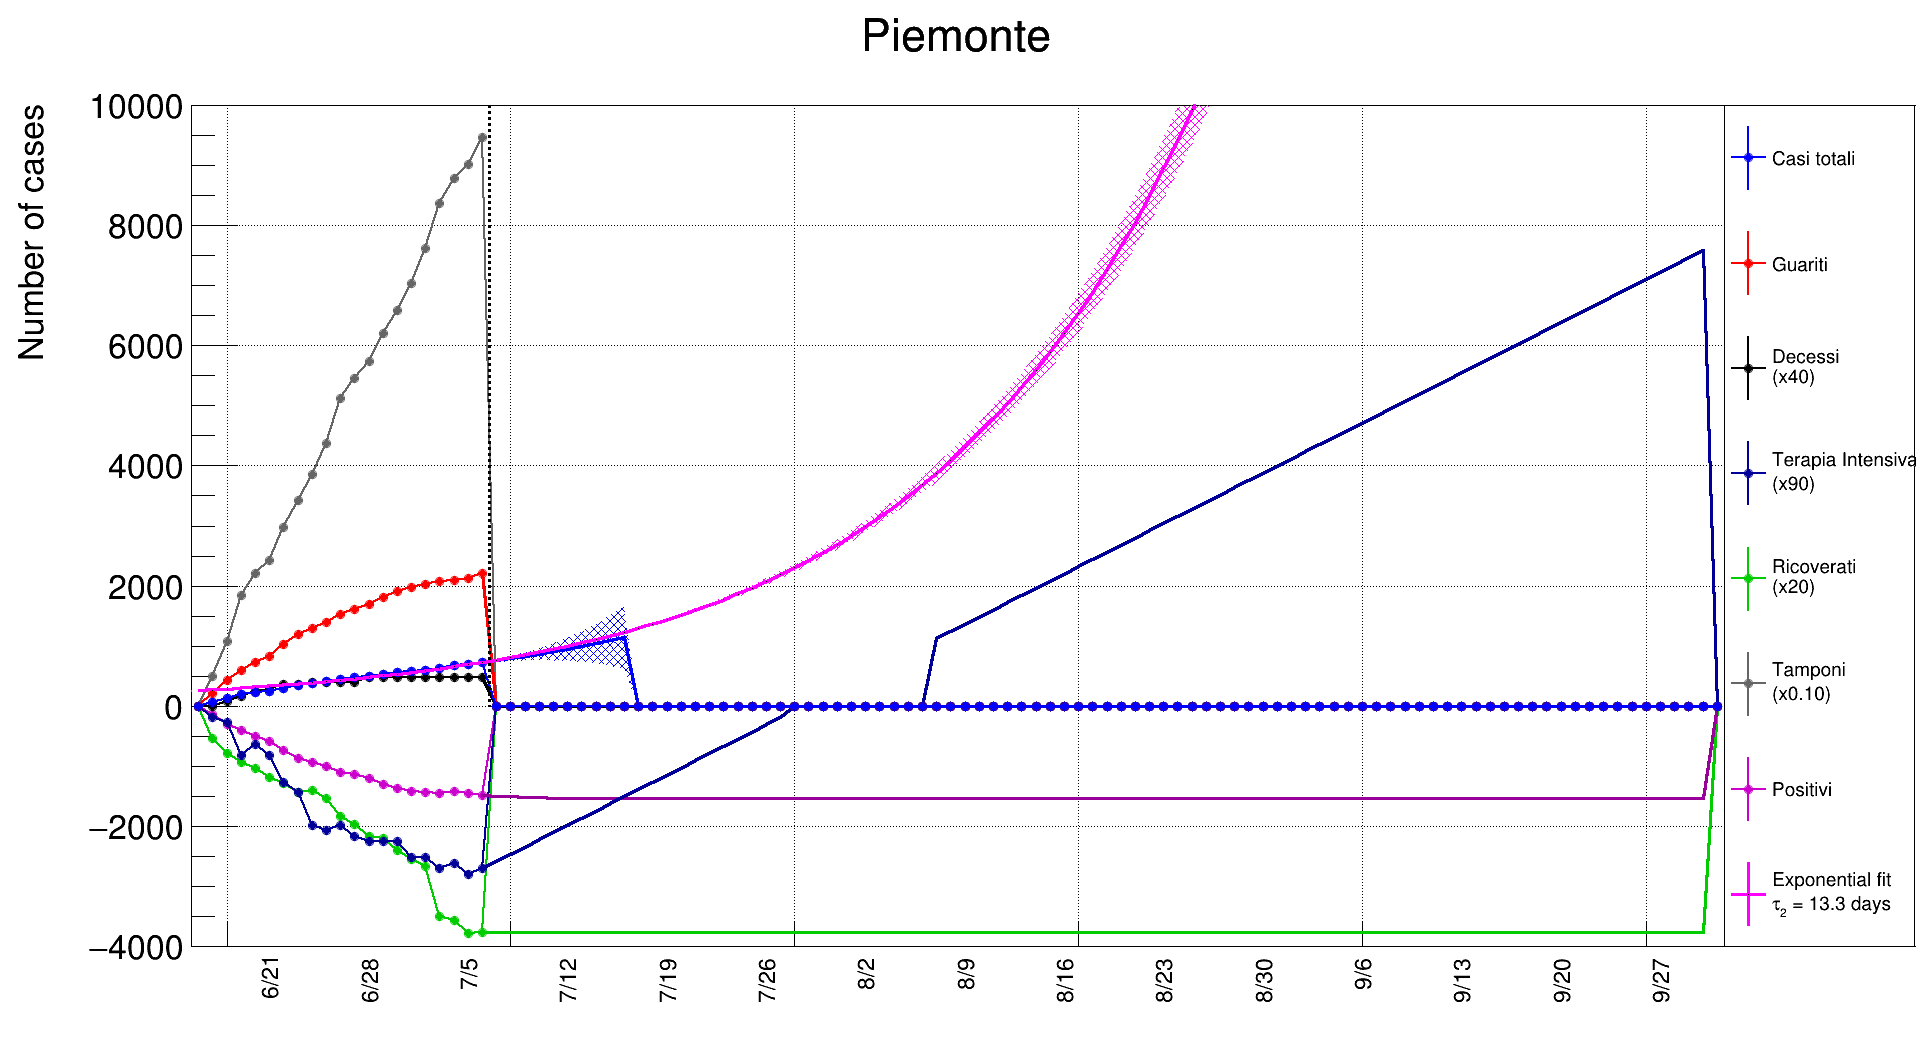 Piemonte
Number of cases
10000
8000
6000
4000
2000
0
−2000
−4000
6/21
6/28
7/5
7/12
7/19
7/26
8/2
8/9
8/16
8/23
8/30
9/6
9/13
9/20
9/27
Casi totali
Guariti
Decessi
(x40)
Terapia Intensiva
(x90)
Ricoverati
(x20)
Tamponi
(x0.10)
Positivi
Exponential fit
τ2 = 13.3 days